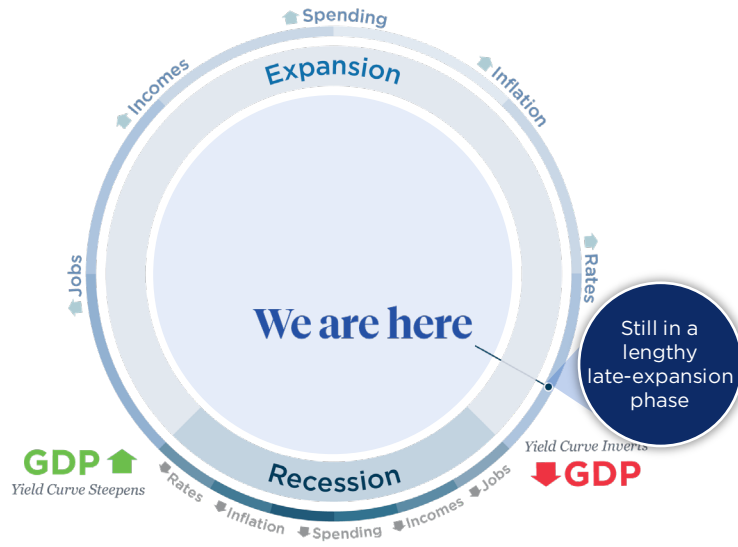 Spending
Expansion
Incomes
Inflation
Jobs
Rates
We are here
Still in a
lengthy
late-expansion
phase
GDP
Yield Curve Steepens
Yield Curve Inverts
GDP
Recession
Rates
Inflation
Spending
Incomes
Jobs